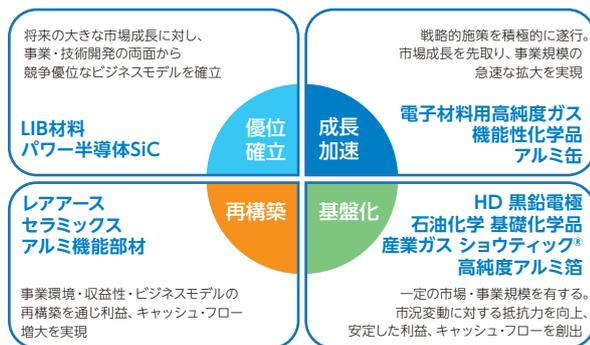 将来の大きな市場成長に対し、
事業・技術開発の両面から
競争優位なビジネスモデルを確立
LIB材料
パワー半導体SiC
優位
確立
戦略的施策を積極的に遂行。
市場成長を先取り、事業規模の
急速な拡大を実現
成長
加速
電子材料用高純度ガス
機能性化学品
アルミ缶
レアアース
セラミックス
アルミ機能部材
再構築
事業環境・収益性・ビジネスモデルの
再構築を通じ利益、キャッシュ・フロー
増大を実現
基盤化
HD 黒鉛電極
石油化学 基礎化学品
産業ガス ショウティック®
高純度アルミ箔
一定の市場・事業規模を有する。
市況変動に対する抵抗力を向上、
安定した利益、キャッシュ・フローを創出